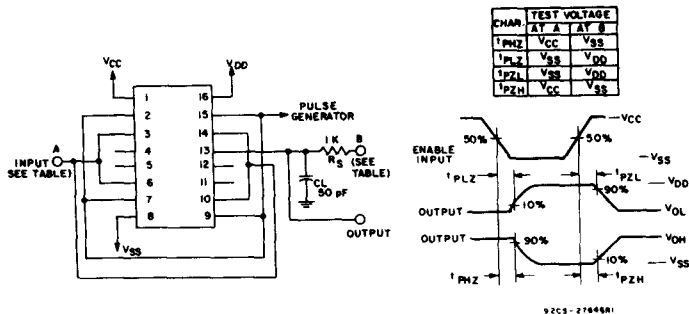 CHAR.
TEST VOLTAGE
AT A
AT B
tPHZ VCC VSS
tPLZ VSS VDD
tPZL VSS VDD
tPZH VCC VSS
VCC
VDD
1 16
2 15
3 14
4 13
5 12
6 11
7 10
8 9
A
INPUT
(SEE TABLE)
VSS
PULSE
GENERATOR
1 K
RS
B
(SEE
TABLE)
CL
50 pF
OUTPUT
VCC
50% 50%
ENABLE
INPUT
VSS
tPLZ tPZL
VDD
90%
10%
OUTPUT
VOL
OUTPUT
90%
VOH
10%
VSS
tPHZ tPZH
92CS-27646R1